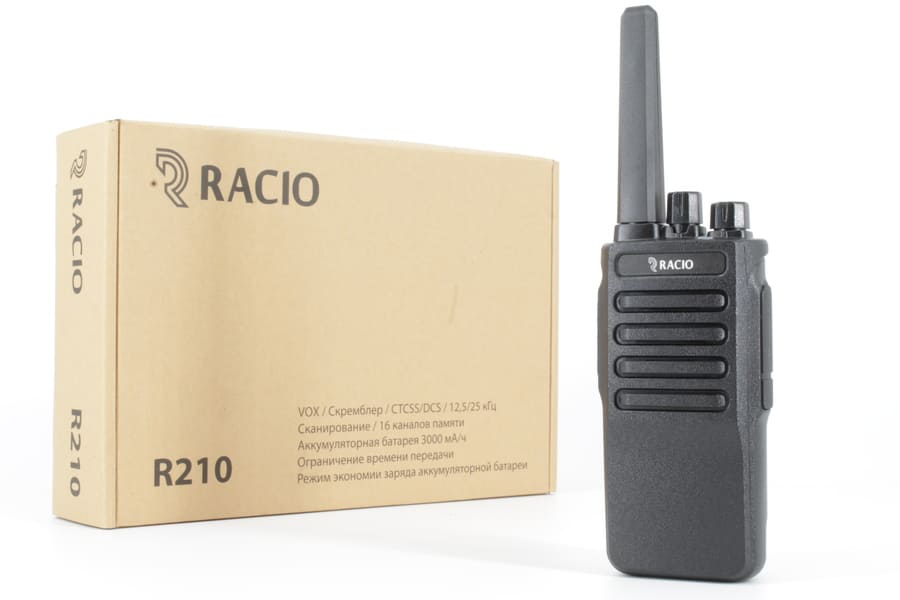 RACIO
R210
RACIO
VOX / Скремблер / CTCSS/DCS / 12,5/25 кГц
Сканирование / 16 каналов памяти
Аккумуляторная батарея 3000 мА/ч
Ограничение времени передачи
Режим экономии заряда аккумуляторной батареи
R210
RACIO